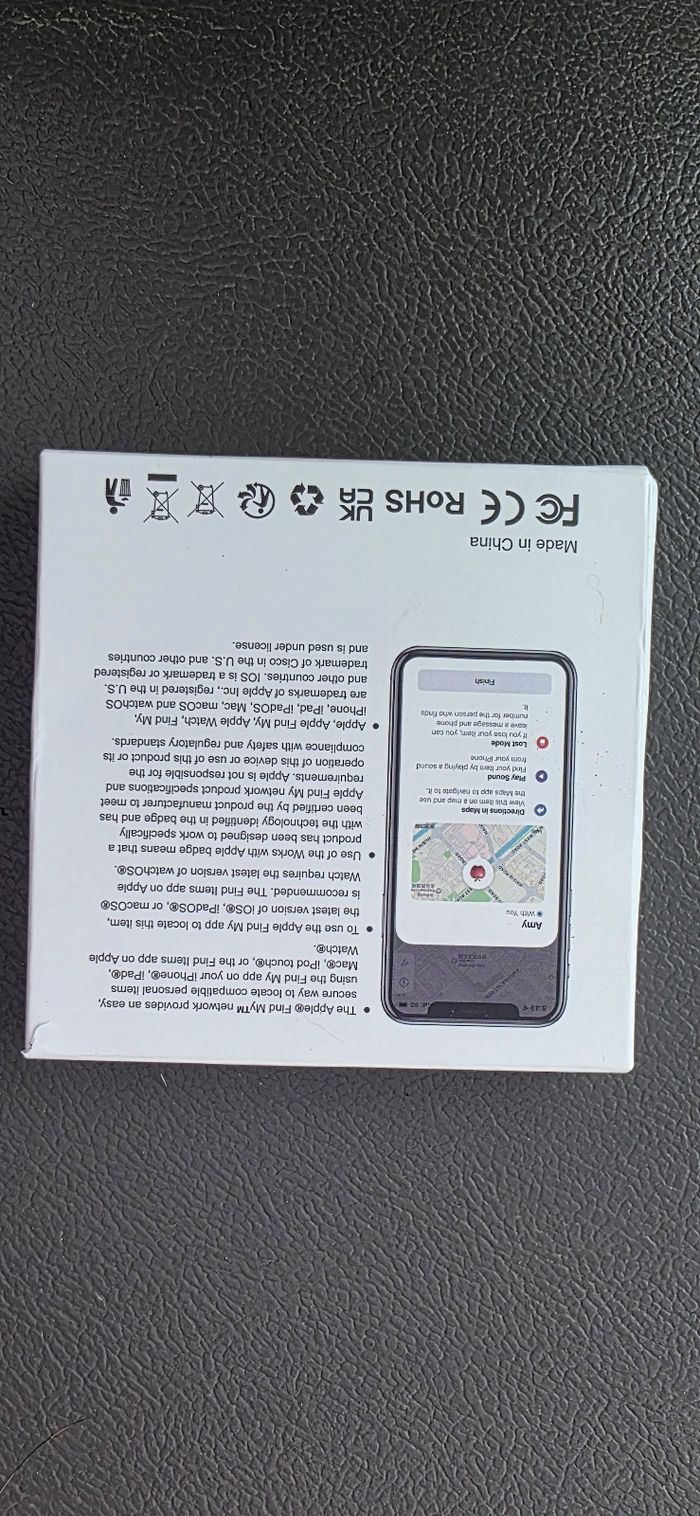 8:49
5G
Amy
With You
Directions in Maps
View this item on a map and use
the Maps app to navigate to it.
Play Sound
Find your item by playing a sound
from your iPhone
Lost Mode
If you lose your item, you can
leave a message and phone
number for the person who finds
it
Finish
• The Apple® Find My™ network provides an easy,
secure way to locate compatible personal items
using the Find My app on your iPhone®, iPad®,
Mac®, iPod touch®, or the Find Items app on Apple
Watch®.
• To use the Apple Find My app to locate this item,
the latest version of iOS®, iPadOS®, or macOS®
is recommended. The Find Items app on Apple
Watch requires the latest version of watchOS®.
• Use of the Works with Apple badge means that a
product has been designed to work specifically
with the technology identified in the badge and has
been certified by the product manufacturer to meet
Apple Find My network product specifications and
requirements. Apple is not responsible for the
operation of this device or use of this product or its
compliance with safety and regulatory standards.
• Apple, Apple Find My, Apple Watch, Find My,
iPhone, iPad, iPadOS, Mac, macOS and watchOS
are trademarks of Apple Inc., registered in the U.S.
and other countries. IOS is a trademark or registered
trademark of Cisco in the U.S. and other countries
and is used under license.
Made in China
FC CE RoHS UK
CA